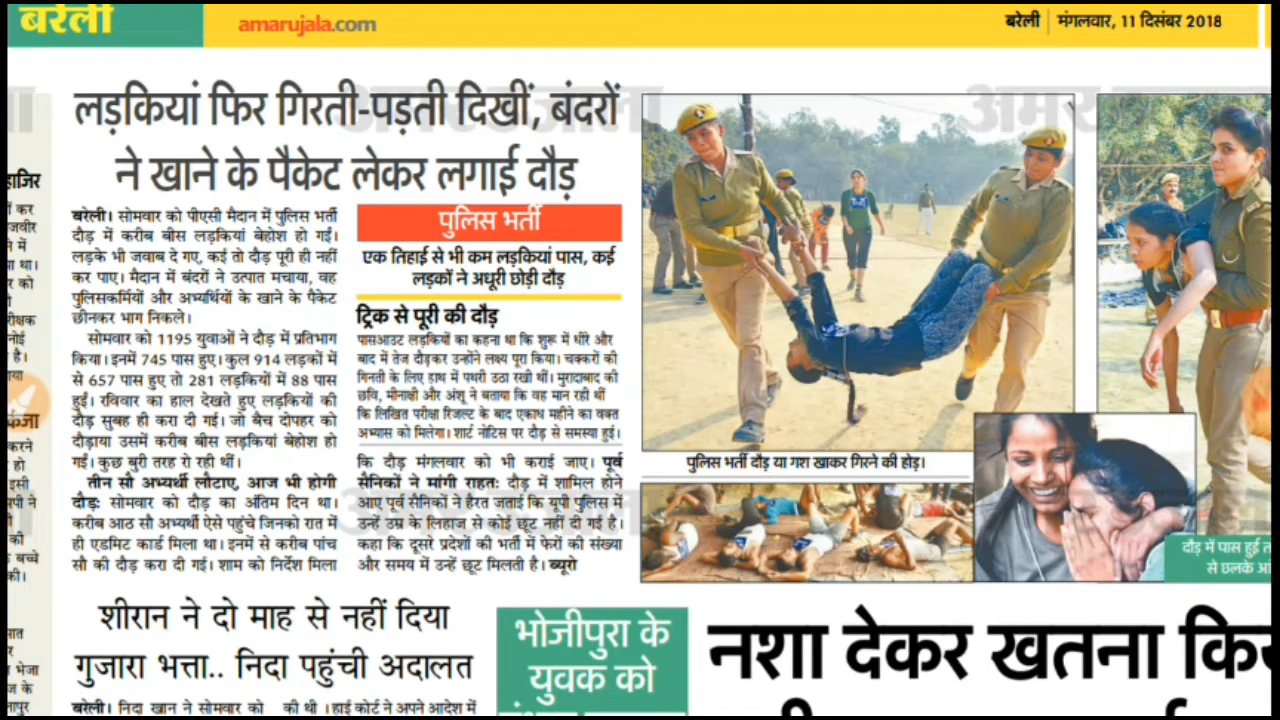 बरेली
amarujala.com
बरेली | मंगलवार, 11 दिसंबर 2018
लड़कियां फिर गिरती-पड़ती दिखीं, बंदरों
ने खाने के पैकेट लेकर लगाई दौड़
बरेली। सोमवार को पीएसी मैदान में पुलिस भर्ती
दौड़ में करीब बीस लड़कियां बेहोश हो गईं।
लड़के भी जवाब दे गए, कई तो दौड़ पूरी ही नहीं
कर पाए। मैदान में बंदरों ने उत्पात मचाया, वह
पुलिसकर्मियों और अभ्यर्थियों के खाने के पैकेट
छीनकर भाग निकले।
सोमवार को 1195 युवाओं ने दौड़ में प्रतिभाग
किया। इनमें 745 पास हुए। कुल 914 लड़कों में
से 657 पास हुए तो 281 लड़कियों में 88 पास
हुईं। रविवार का हाल देखते हुए लड़कियों की
दौड़ सुबह ही करा दी गई। जो बैच दोपहर को
दौड़ाया उसमें करीब बीस लड़कियां बेहोश हो
गईं। कुछ बुरी तरह रो रही थीं।
तीन सौ अभ्यर्थी लौटाए, आज भी होगी
दौड़: सोमवार को दौड़ का अंतिम दिन था।
करीब आठ सौ अभ्यर्थी ऐसे पहुंचे जिनको रात में
ही एडमिट कार्ड मिला था। इनमें से करीब पांच
सौ की दौड़ करा दी गई। शाम को निर्देश मिला
पुलिस भर्ती
एक तिहाई से भी कम लड़कियां पास, कई
लड़कों ने अधूरी छोड़ी दौड़
ट्रिक से पूरी की दौड़
पासआउट लड़कियों का कहना था कि शुरू में धीरे और
बाद में तेज दौड़कर उन्होंने लक्ष्य पूरा किया। चक्करों की
गिनती के लिए हाथ में पथरी उठा रखी थीं। मुरादाबाद की
छवि, मीनाक्षी और अंशू ने बताया कि वह मान रही थीं
कि लिखित परीक्षा रिजल्ट के बाद एकाध महीने का वक्त
अभ्यास को मिलेगा। शार्ट नोटिस पर दौड़ से समस्या हुई।
कि दौड़ मंगलवार को भी कराई जाए। पूर्व
सैनिकों ने मांगी राहत: दौड़ में शामिल होने
आए पूर्व सैनिकों ने हैरत जताई कि यूपी पुलिस में
उन्हें उम्र के लिहाज से कोई छूट नहीं दी गई है।
कहा कि दूसरे प्रदेशों की भर्ती में फेरों की संख्या
और समय में उन्हें छूट मिलती है। ब्यूरो
पुलिस भर्ती दौड़ या गश खाकर गिरने की होड़।
दौड़ में पास हुई
से छलके
शीरान ने दो माह से नहीं दिया
गुजारा भत्ता.. निदा पहुंची अदालत
बरेली। निदा खान ने सोमवार को
की थी। हाई कोर्ट ने अपने आदेश में
भोजीपुरा के
युवक को
नशा देकर खतना